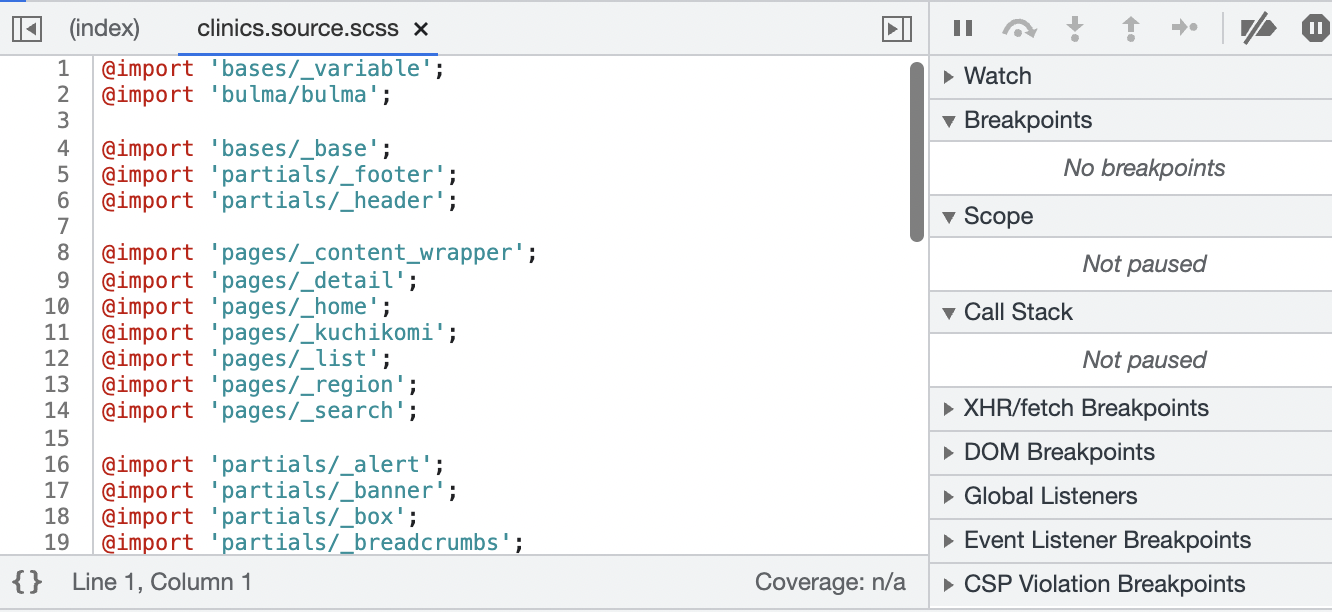 (index)
clinics.source.scss ×
1 @import 'bases/_variable';
2 @import 'bulma/bulma';
3
4 @import 'bases/_base';
5 @import 'partials/_footer';
6 @import 'partials/_header';
7
8 @import 'pages/_content_wrapper';
9 @import 'pages/_detail';
10 @import 'pages/_home';
11 @import 'pages/_kuchikomi';
12 @import 'pages/_list';
13 @import 'pages/_region';
14 @import 'pages/_search';
15
16 @import 'partials/_alert';
17 @import 'partials/_banner';
18 @import 'partials/_box';
19 @import 'partials/_breadcrumbs';
{} Line 1, Column 1
Coverage: n/a
Watch
Breakpoints
No breakpoints
Scope
Not paused
Call Stack
Not paused
XHR/fetch Breakpoints
DOM Breakpoints
Global Listeners
Event Listener Breakpoints
CSP Violation Breakpoints